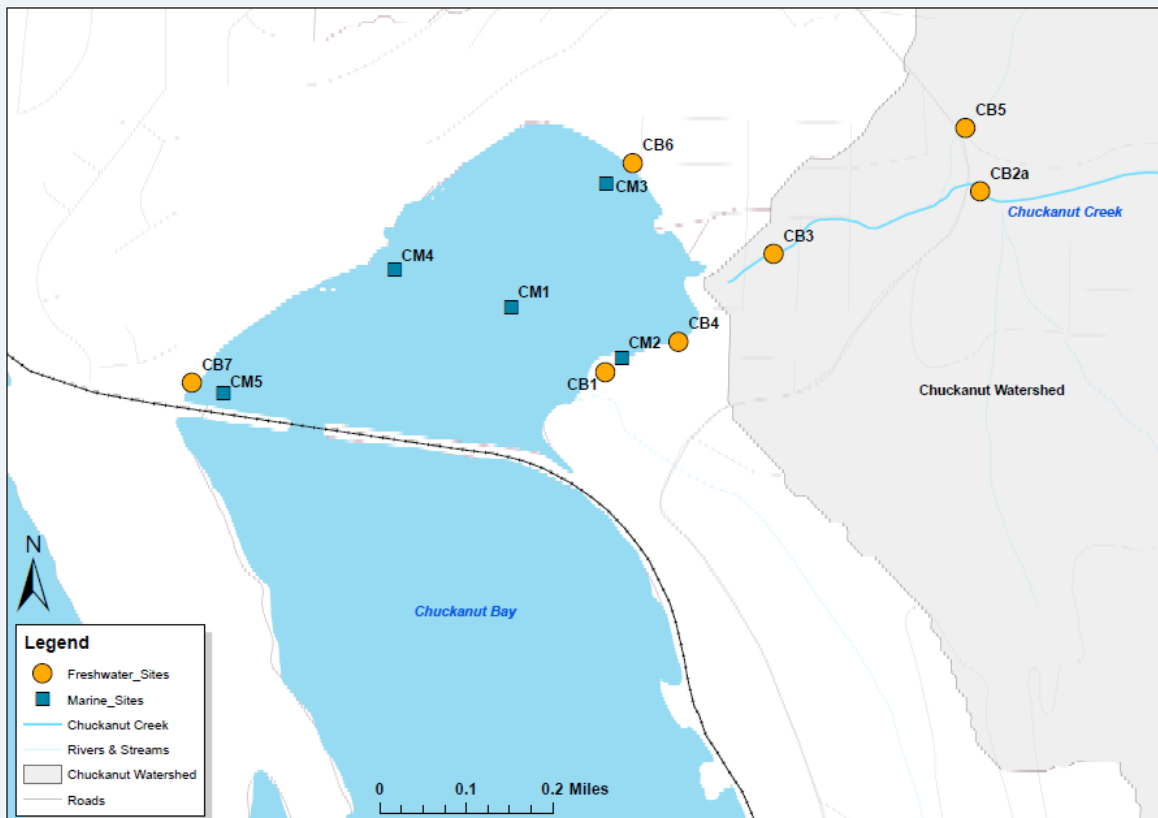 CB5
CB6
CB2a
CM3
Chuckanut Creek
CB3
CM4
CM1
CB4
CM2
CB7
CB1
CM5
Chuckanut Watershed
N
Chuckanut Bay
Legend
Freshwater_Sites
Marine_Sites
Chuckanut Creek
Rivers & Streams
Chuckanut Watershed
Roads
0 0.1 0.2 Miles